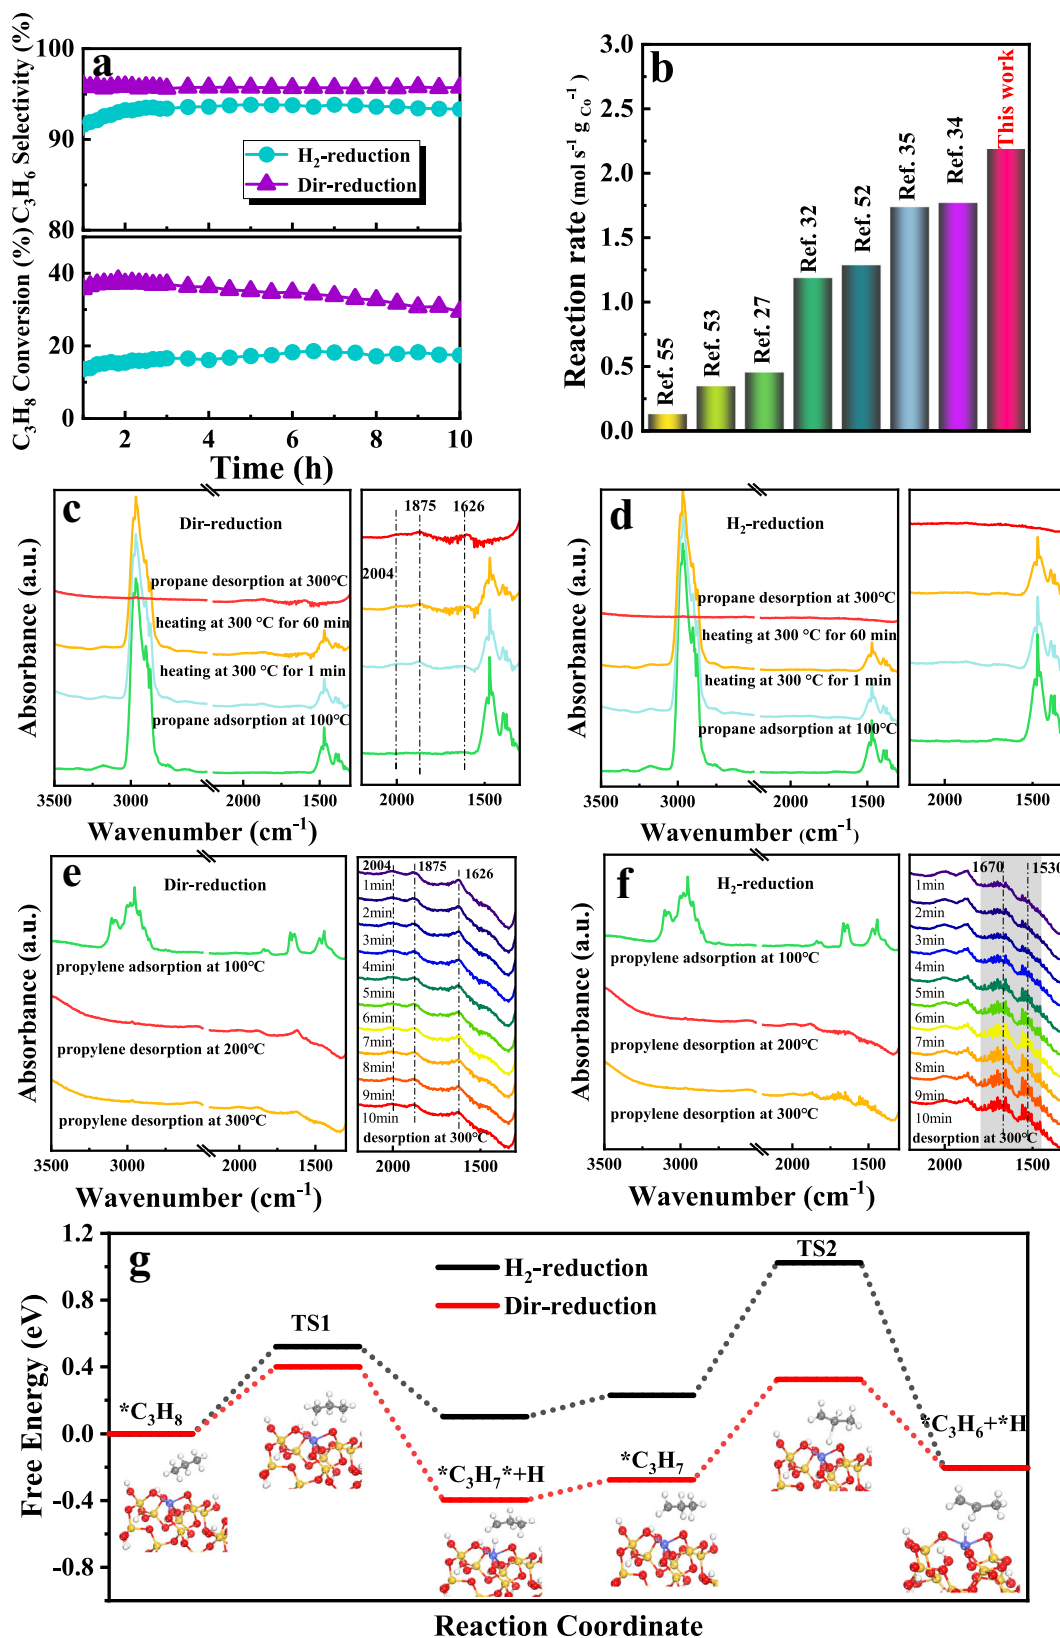 a
C₃H₆ Selectivity (%)
100
90
80
H₂-reduction
Dir-reduction
C₃H₈ Conversion (%)
40
20
0
2 4 6 8 10
Time (h)
b
Reaction rate (mol s⁻¹ g Co⁻¹)
3.0
2.5
2.0
1.5
1.0
0.5
0.0
Ref. 55
Ref. 53
Ref. 27
Ref. 32
Ref. 52
Ref. 35
Ref. 34
This work
c
Dir-reduction
Absorbance (a.u.)
propane desorption at 300°C
heating at 300 °C for 60 min
heating at 300 °C for 1 min
propane adsorption at 100°C
3000 2000 1500
1875 1626
2004
2000 1500
Wavenumber (cm⁻¹)
d
H₂-reduction
Absorbance (a.u.)
propane desorption at 300°C
heating at 300 °C for 60 min
heating at 300 °C for 1 min
propane adsorption at 100°C
3500 3000 2000 1500
2000 1500
Wavenumber (cm⁻¹)
e
Dir-reduction
Absorbance (a.u.)
propylene adsorption at 100°C
propylene desorption at 200°C
propylene desorption at 300°C
3500 3000 2000 1500
2004 1875 1626
1min
2min
3min
4min
5min
6min
7min
8min
9min
10min
desorption at 300°C
2000 1500
Wavenumber (cm⁻¹)
f
H₂-reduction
Absorbance (a.u.)
propylene adsorption at 100°C
propylene desorption at 200°C
propylene desorption at 300°C
3500 3000 2000 1500
1670 1530
1min
2min
3min
4min
5min
6min
7min
8min
9min
10min
desorption at 300°C
2000 1500
Wavenumber (cm⁻¹)
g
Free Energy (eV)
1.2
0.8
0.4
0.0
-0.4
-0.8
H₂-reduction
Dir-reduction
*C₃H₈
TS1
*C₃H₇*+H
*C₃H₇
TS2
*C₃H₆+*H
Reaction Coordinate